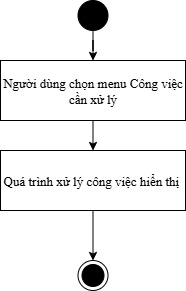 Người dùng chọn menu Công việc
cần xử lý
Quá trình xử lý công việc hiển thị